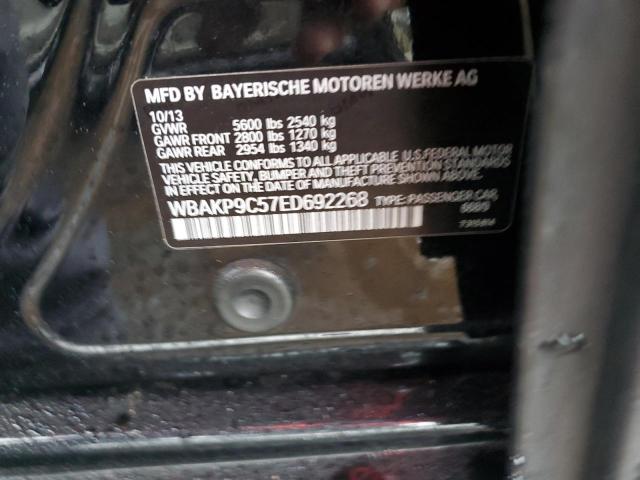 MFD BY BAYERISCHE MOTOREN WERKE AG
10/13
GVWR 5600 lbs 2540 kg
GAWR FRONT 2800 lbs 1270 kg
GAWR REAR 2954 lbs 1340 kg
THIS VEHICLE CONFORMS TO ALL APPLICABLE U.S. FEDERAL MOTOR
VEHICLE SAFETY, BUMPER AND THEFT PREVENTION STANDARDS
IN EFFECT ON THE DATE OF MANUFACTURE SHOWN ABOVE.
WBAKP9C57ED692268 TYPE: PASSENGER CAR